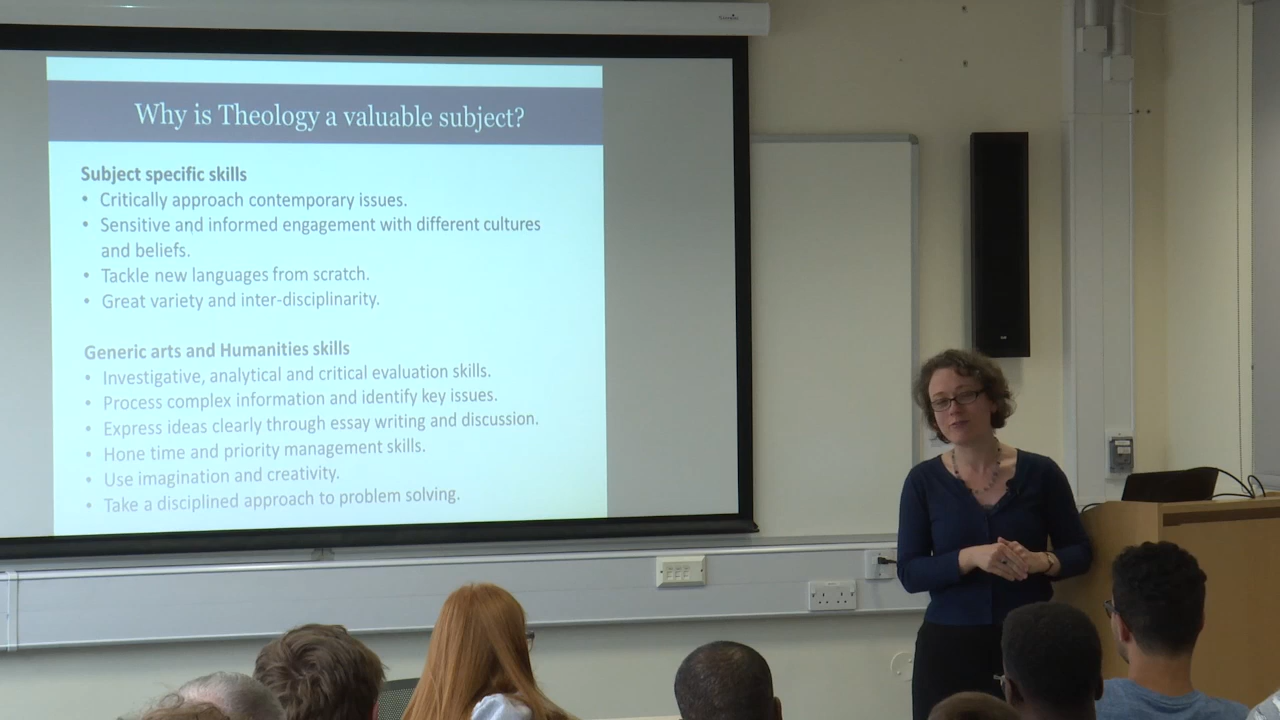 Why is Theology a valuable subject?
Subject specific skills
• Critically approach contemporary issues.
• Sensitive and informed engagement with different cultures
and beliefs.
• Tackle new languages from scratch.
• Great variety and inter-disciplinarity.
Generic arts and Humanities skills
• Investigative, analytical and critical evaluation skills.
• Process complex information and identify key issues.
• Express ideas clearly through essay writing and discussion.
• Hone time and priority management skills.
• Use imagination and creativity.
• Take a disciplined approach to problem solving.